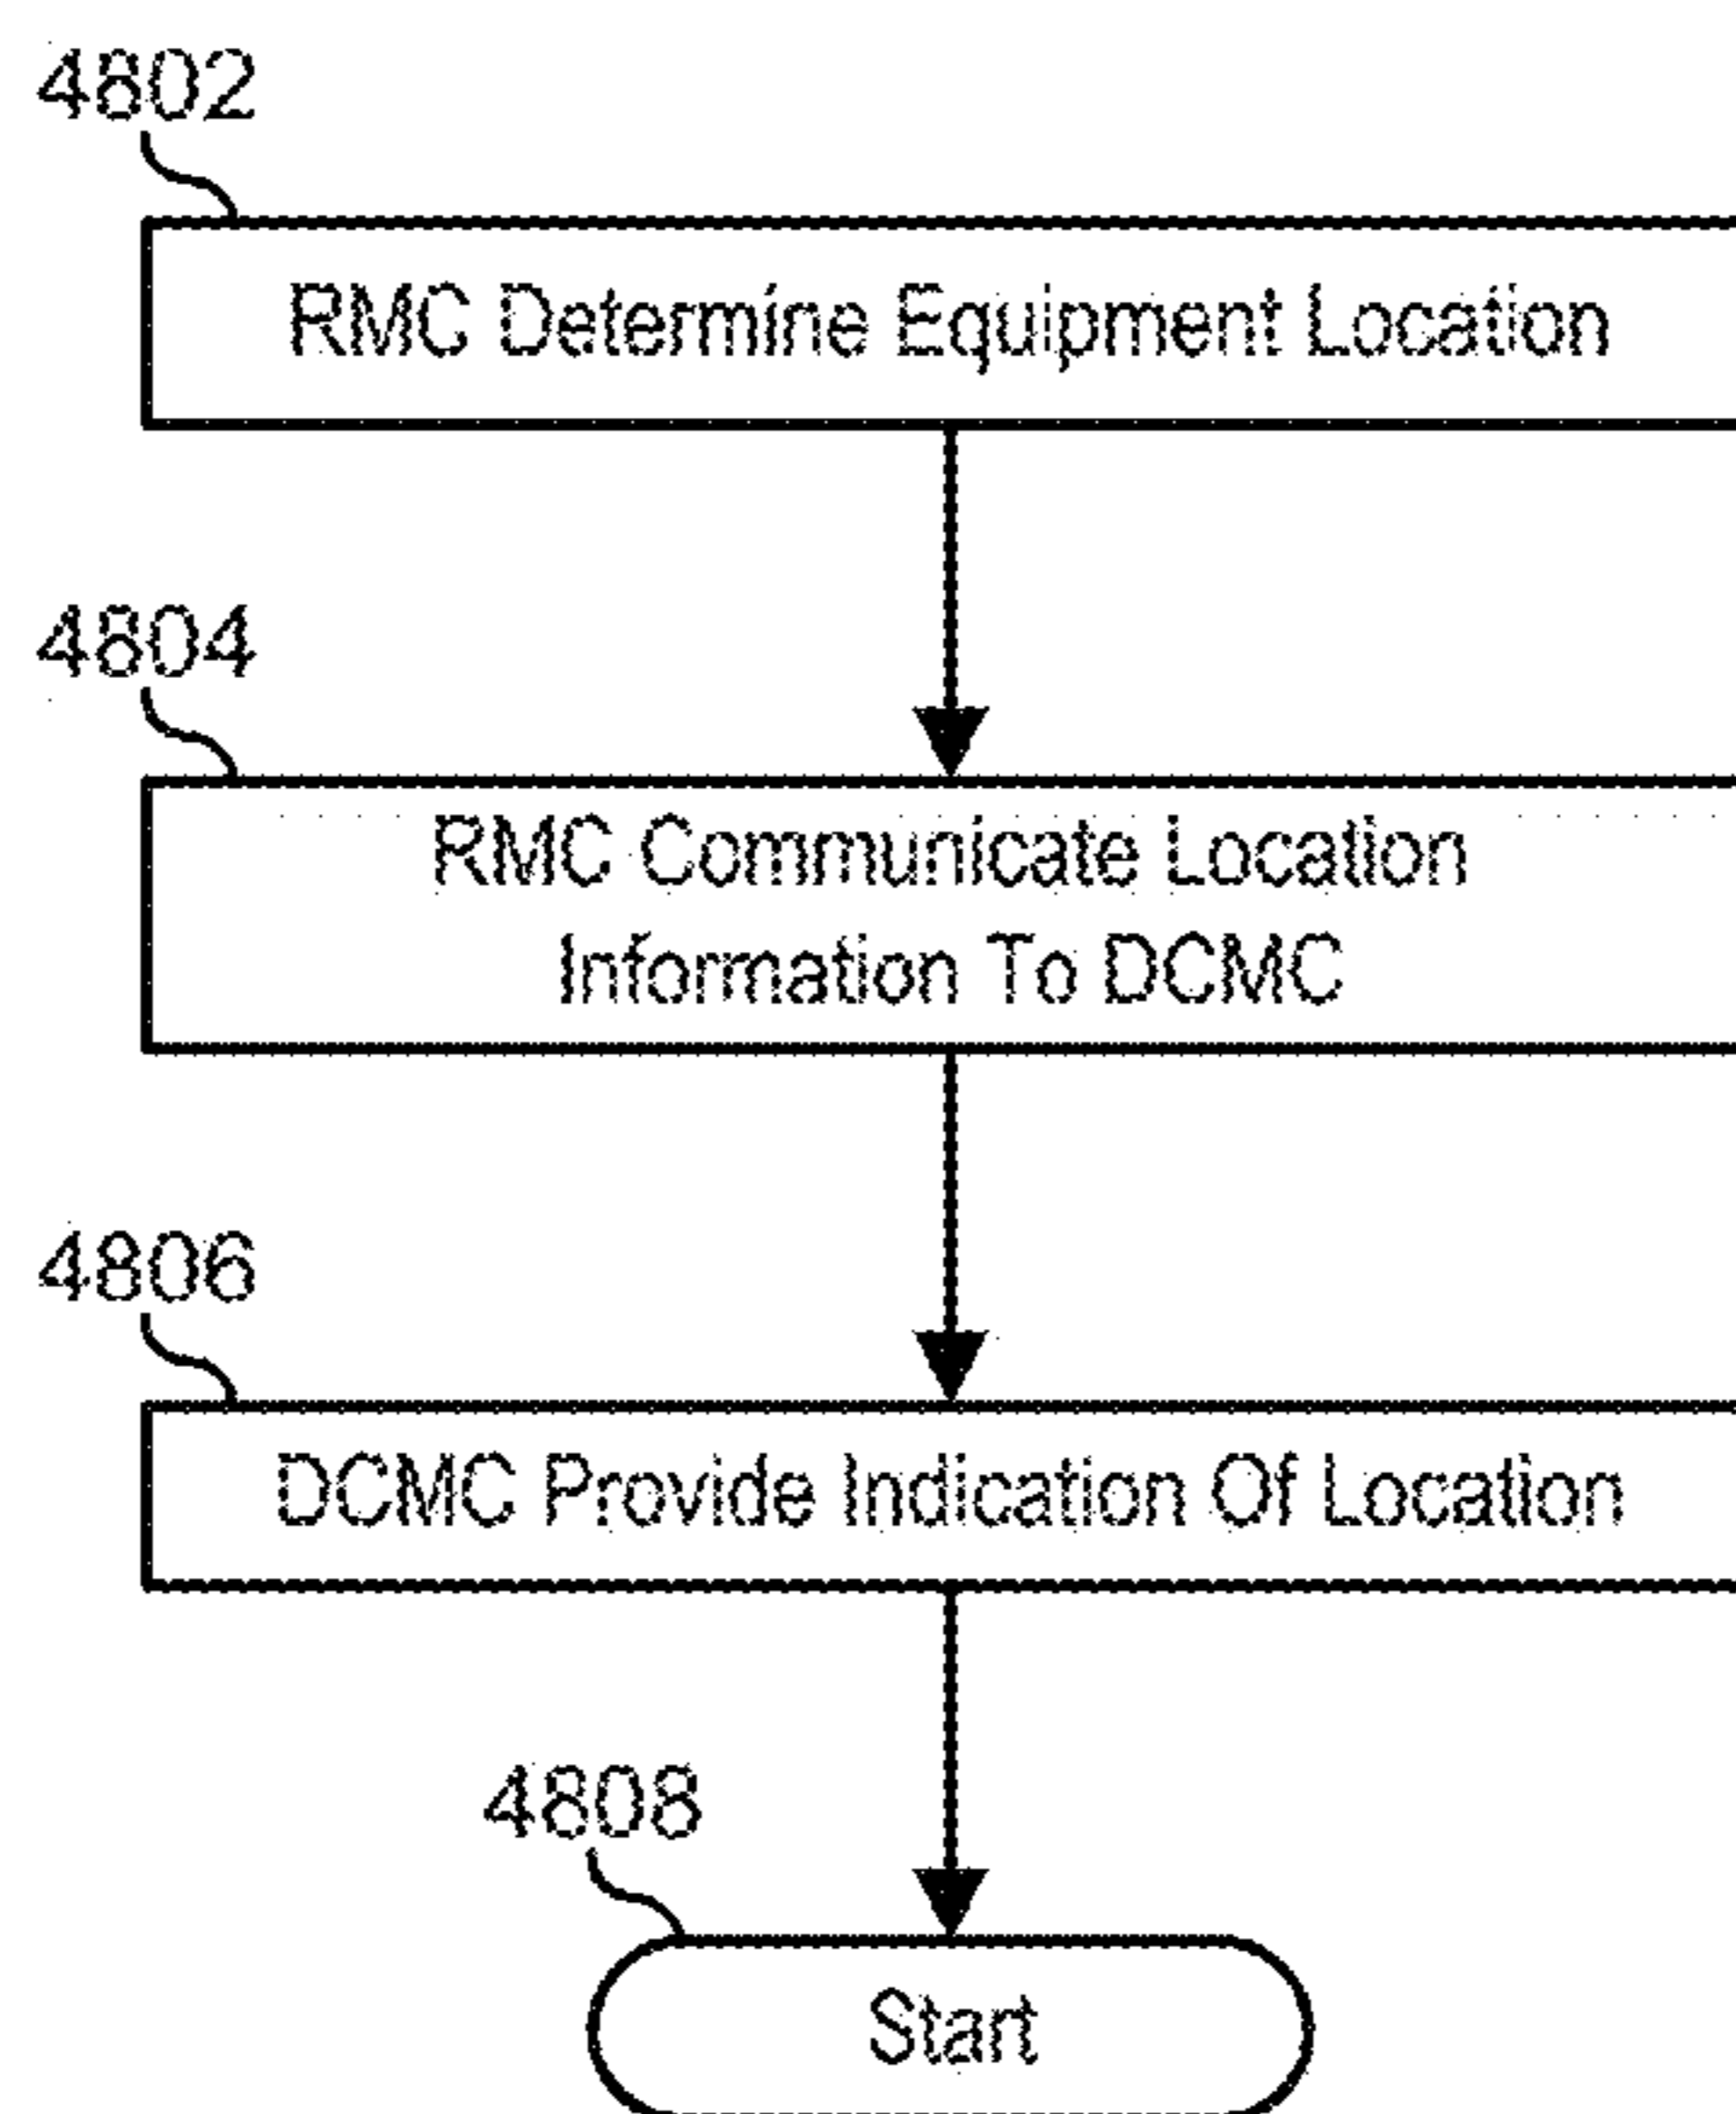 4802
RMC Determine Equipment Location
4804
RMC Communicate Location
Information To DCMC
4806
DCMC Provide Indication Of Location
4808
Start